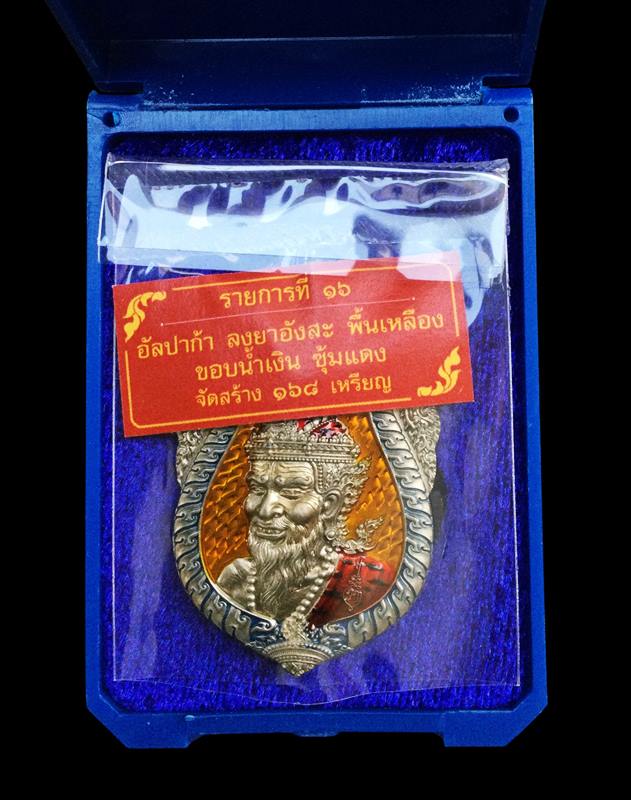 รายการที่ ๑๖
อัลปาก้า ลงยาอังสะ พื้นเหลือง
ขอบน้ำเงิน ซุ้มแดง
จัดสร้าง ๑๖๘ เหรียญ